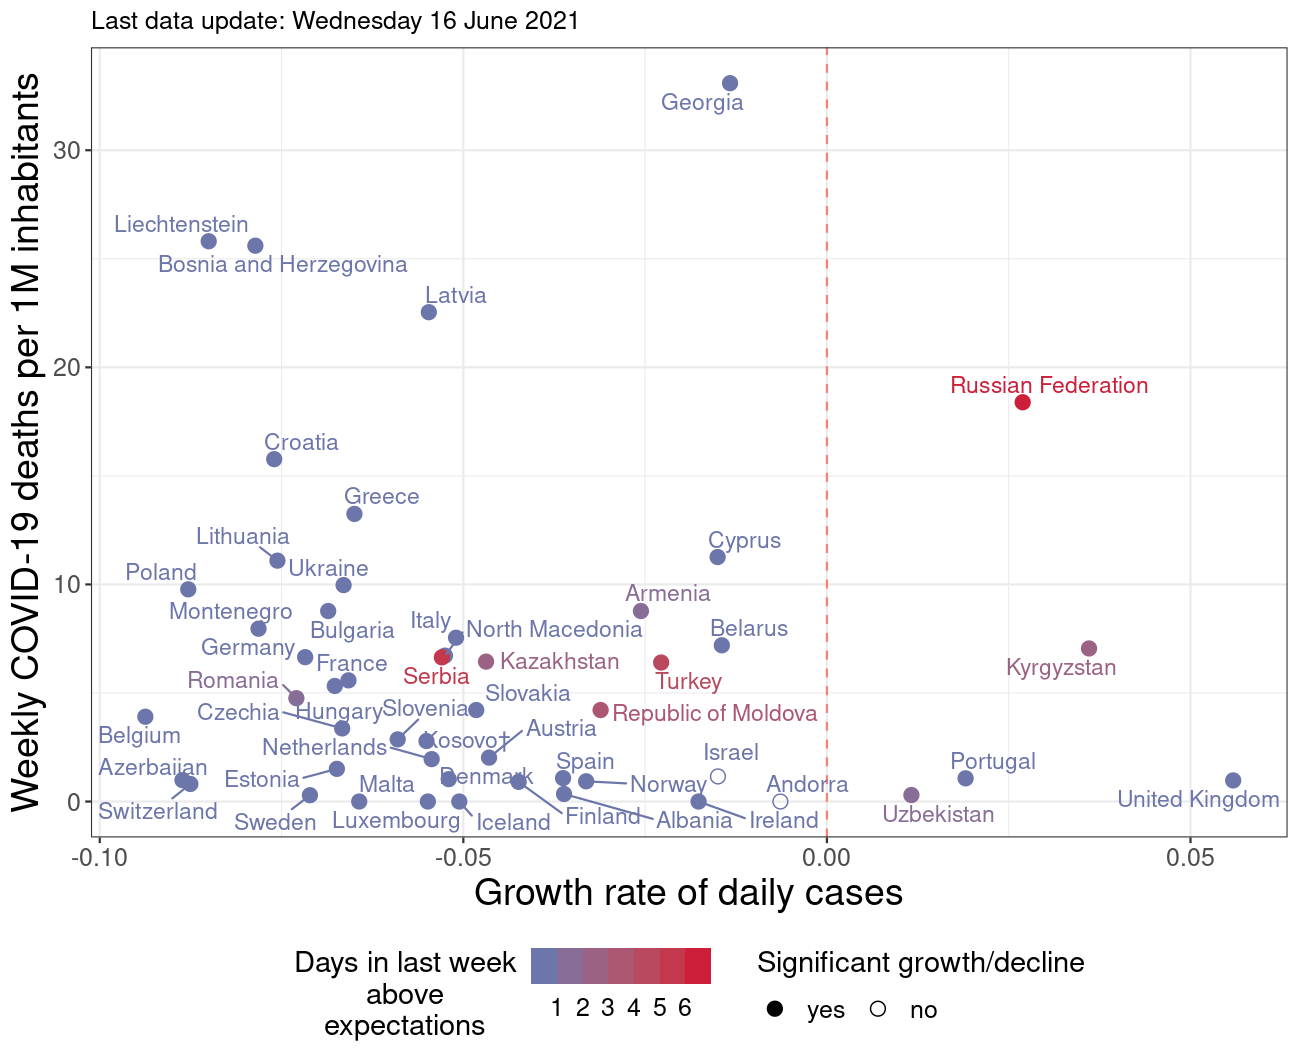 Last data update: Wednesday 16 June 2021
Weekly COVID-19 deaths per 1M inhabitants
30
20
10
0
Georgia
Liechtenstein
Bosnia and Herzegovina
Latvia
Russian Federation
Croatia
Greece
Lithuania
Cyprus
Ukraine
Poland
Armenia
Montenegro
Italy
North Macedonia
Belarus
Bulgaria
Germany
France
Kazakhstan
Kyrgyzstan
Serbia
Romania
Turkey
Slovakia
Czechia
Hungary
Slovenia
Republic of Moldova
Belgium
Kosovo†
Austria
Netherlands
Israel
Spain
Portugal
Azerbaijan
Estonia
Denmark
Malta
Norway
Andorra
United Kingdom
Switzerland
Sweden
Luxembourg
Iceland
Finland
Albania
Ireland
Uzbekistan
-0.10
-0.05
0.00
0.05
Growth rate of daily cases
Days in last week
above
expectations
1 2 3 4 5 6
Significant growth/decline
yes
no